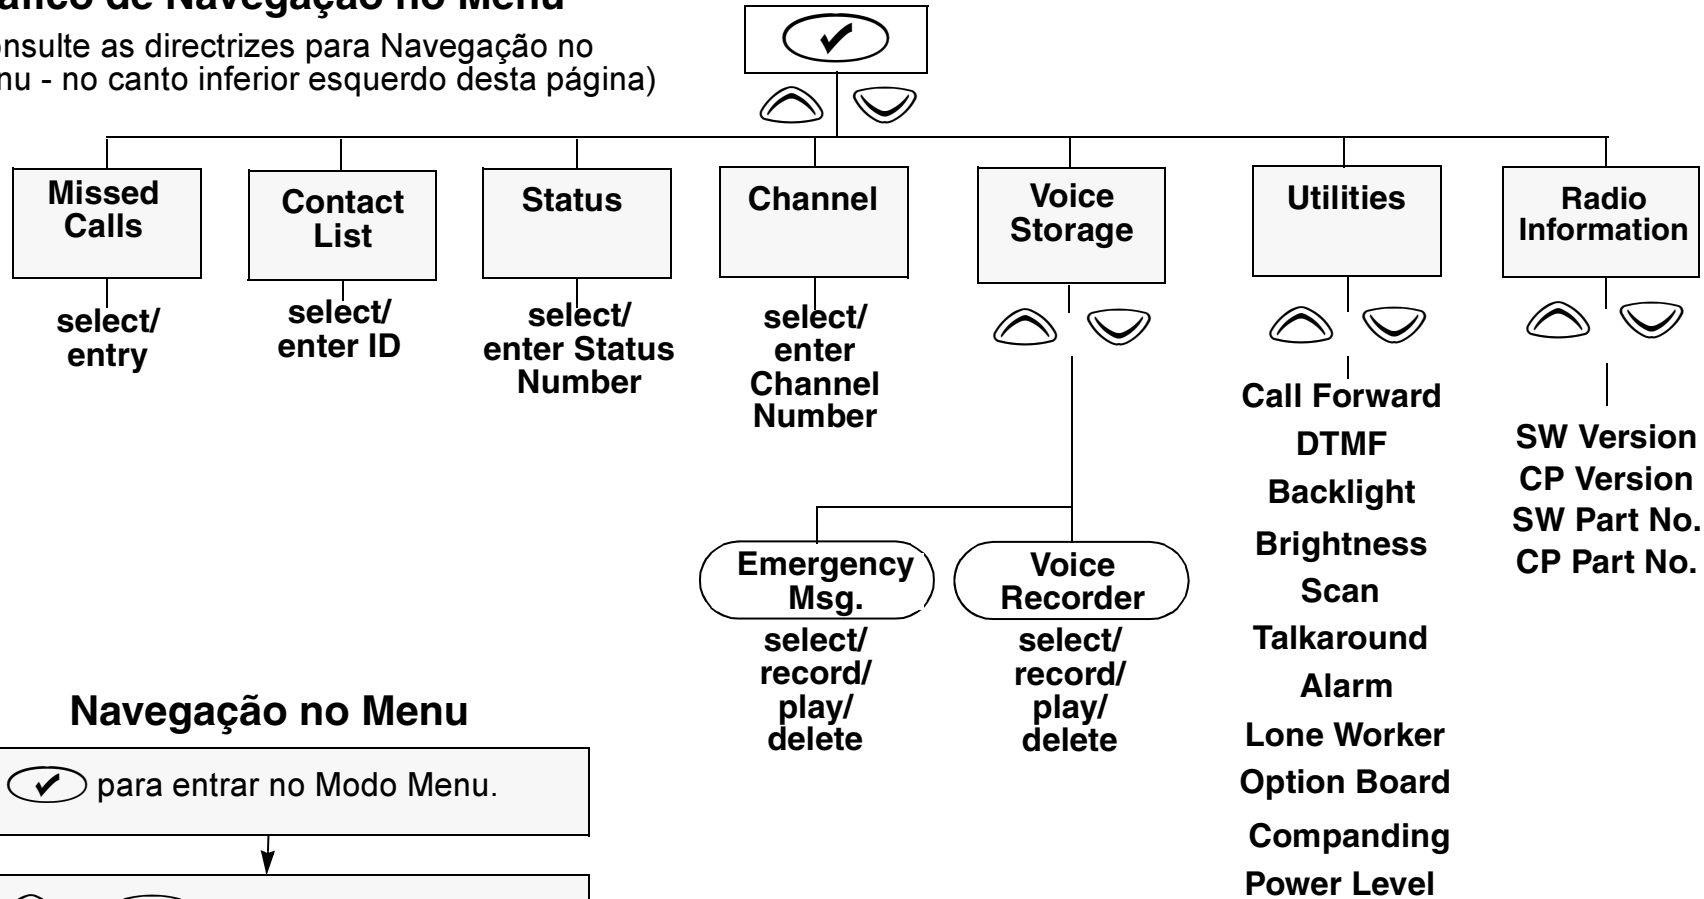 de Navegação no Menu
as directrizes para Navegação no
- no canto inferior esquerdo desta página)
Missed
Calls
select/
entry
Contact
List
select/
enter ID
Status
select/
enter Status
Number
Channel
select/
enter
Channel
Number
Voice
Storage
Emergency
Msg.
select/
record/
play/
delete
Voice
Recorder
select/
record/
play/
delete
Utilities
Call Forward
DTMF
Backlight
Brightness
Scan
Talkaround
Alarm
Lone Worker
Option Board
Companding
Power Level
Radio
Information
SW Version
CP Version
SW Part No.
CP Part No.
Navegação no Menu
para entrar no Modo Menu.